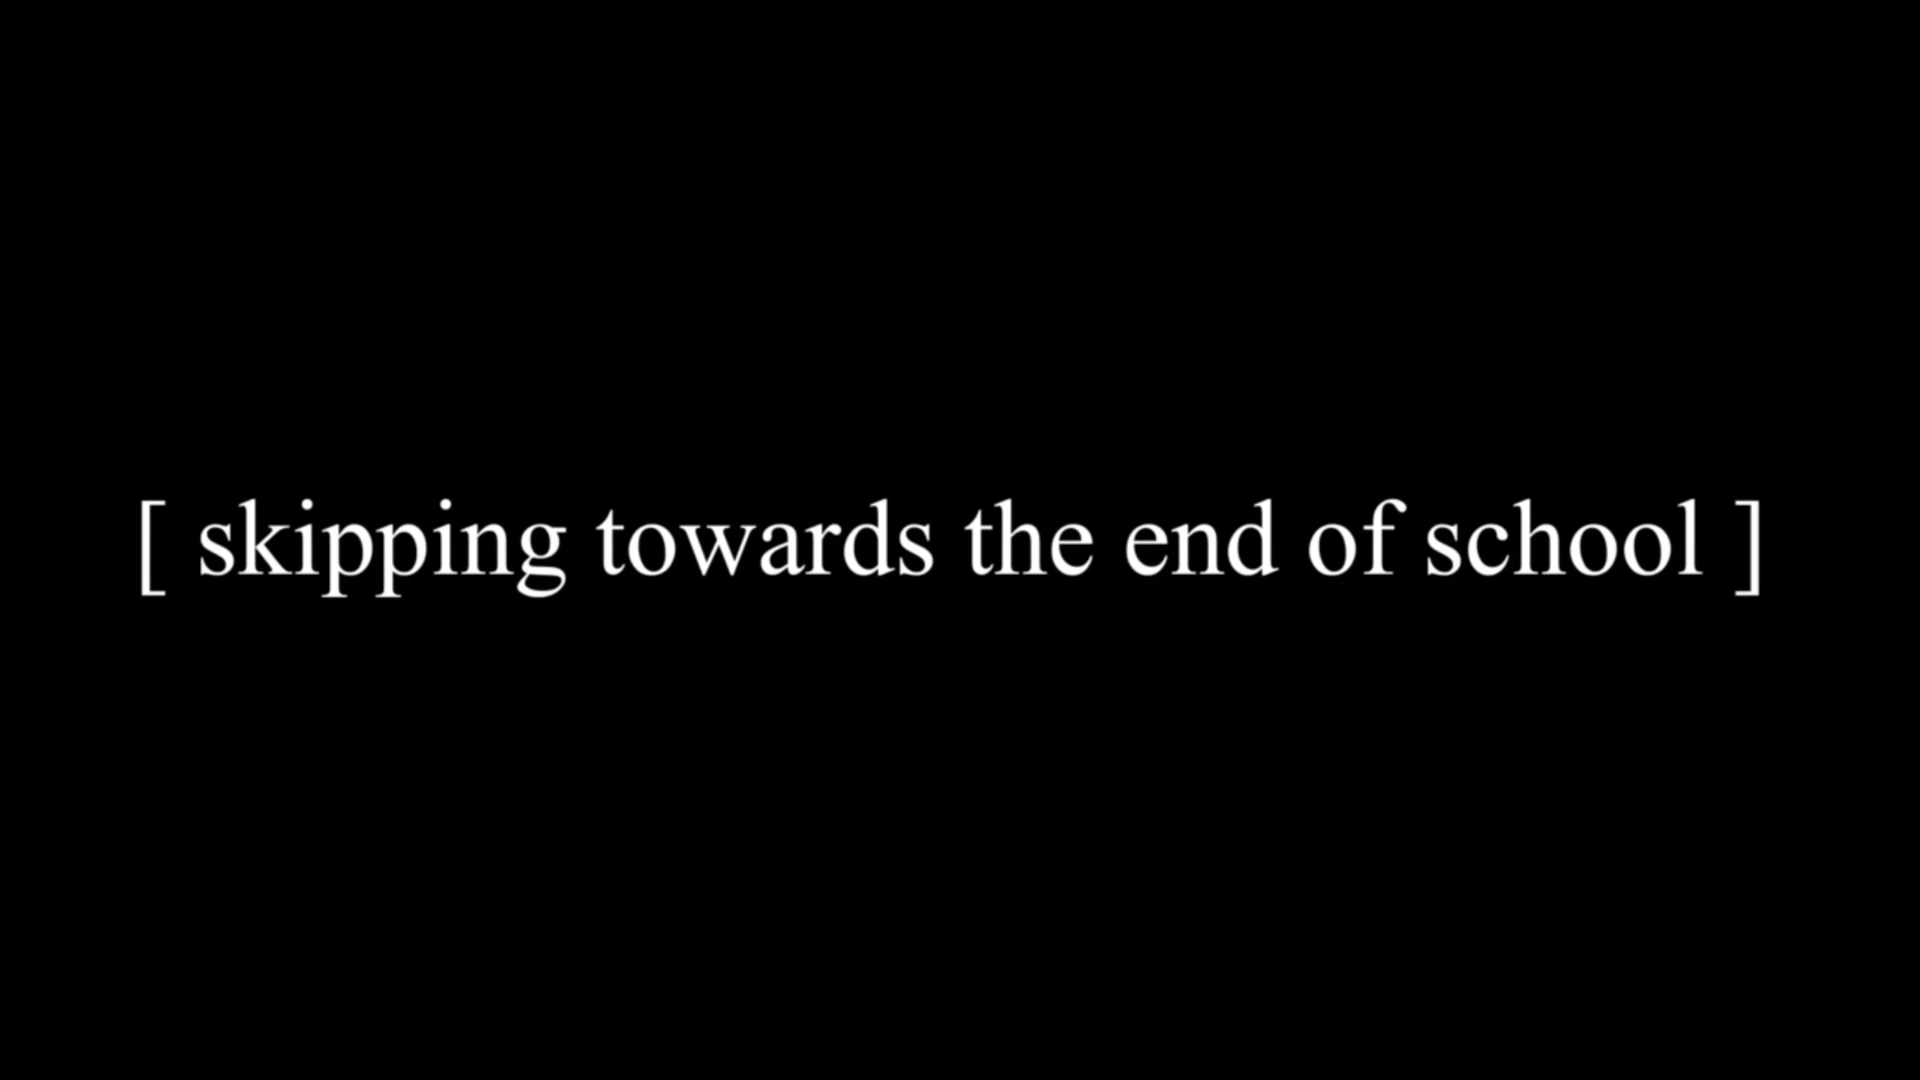 [ skipping towards the end of school ]